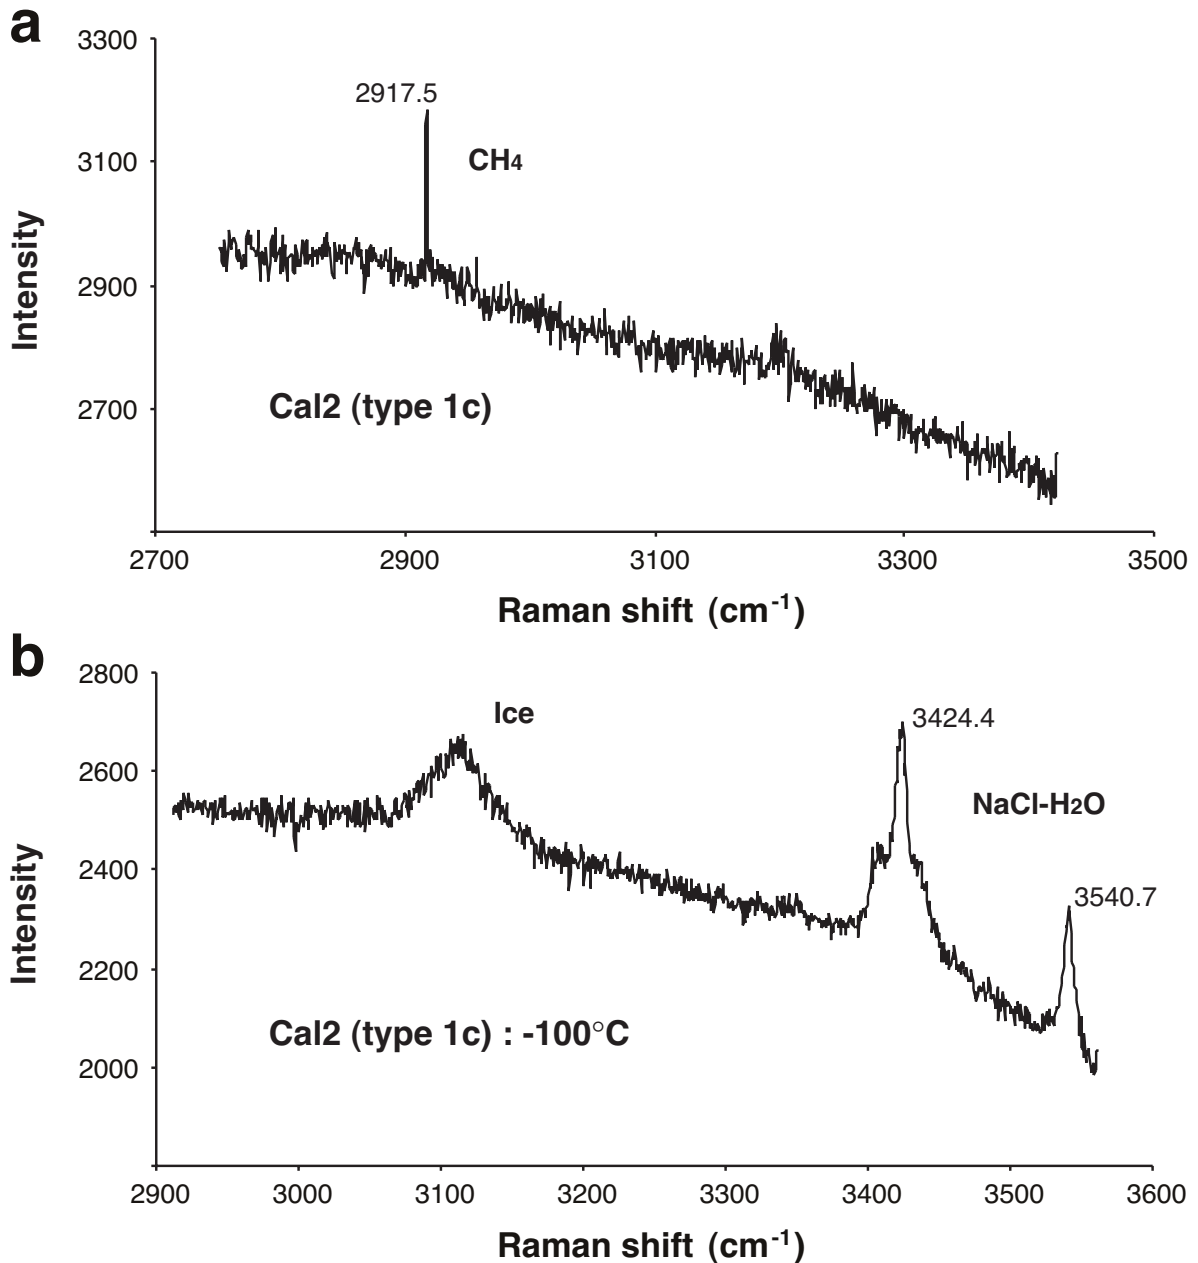 a
3300
3100
2900
2700
Intensity
2917.5
CH4
Cal2 (type 1c)
2700 2900 3100 3300 3500
Raman shift (cm-1)
b
2800
2600
2400
2200
2000
Intensity
Ice
3424.4
NaCl-H2O
3540.7
Cal2 (type 1c) : -100°C
2900 3000 3100 3200 3300 3400 3500 3600
Raman shift (cm-1)